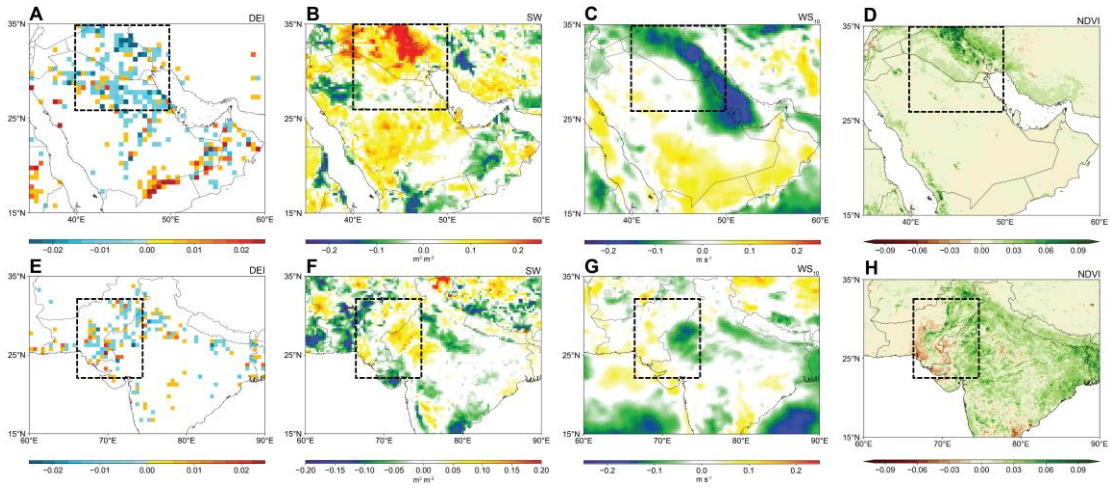 A DEI
35°N
25°N
15°N
40°E 50°E 60°E
−0.02 −0.01 0.00 0.01 0.02
B SW
35°N
25°N
15°N
40°E 50°E 60°E
−0.2 −0.1 0.0 0.1 0.2
m³ m⁻³
C WS₁₀
35°N
25°N
15°N
40°E 50°E 60°E
−0.2 −0.1 0.0 0.1 0.2
m s⁻¹
D NDVI
35°N
25°N
15°N
40°E 50°E 60°E
−0.09 −0.06 −0.03 0.00 0.03 0.06 0.09
E DEI
35°N
25°N
15°N
60°E 70°E 80°E 90°E
−0.02 −0.01 0.00 0.01 0.02
F SW
35°N
25°N
15°N
60°E 70°E 80°E 90°E
−0.20 −0.15 −0.10 −0.05 0.00 0.05 0.10 0.15 0.20
m³ m⁻³
G WS₁₀
35°N
25°N
15°N
60°E 70°E 80°E 90°E
−0.2 −0.1 0.0 0.1 0.2
m s⁻¹
H NDVI
35°N
25°N
15°N
60°E 70°E 80°E 90°E
−0.09 −0.06 −0.03 0.00 0.03 0.06 0.09